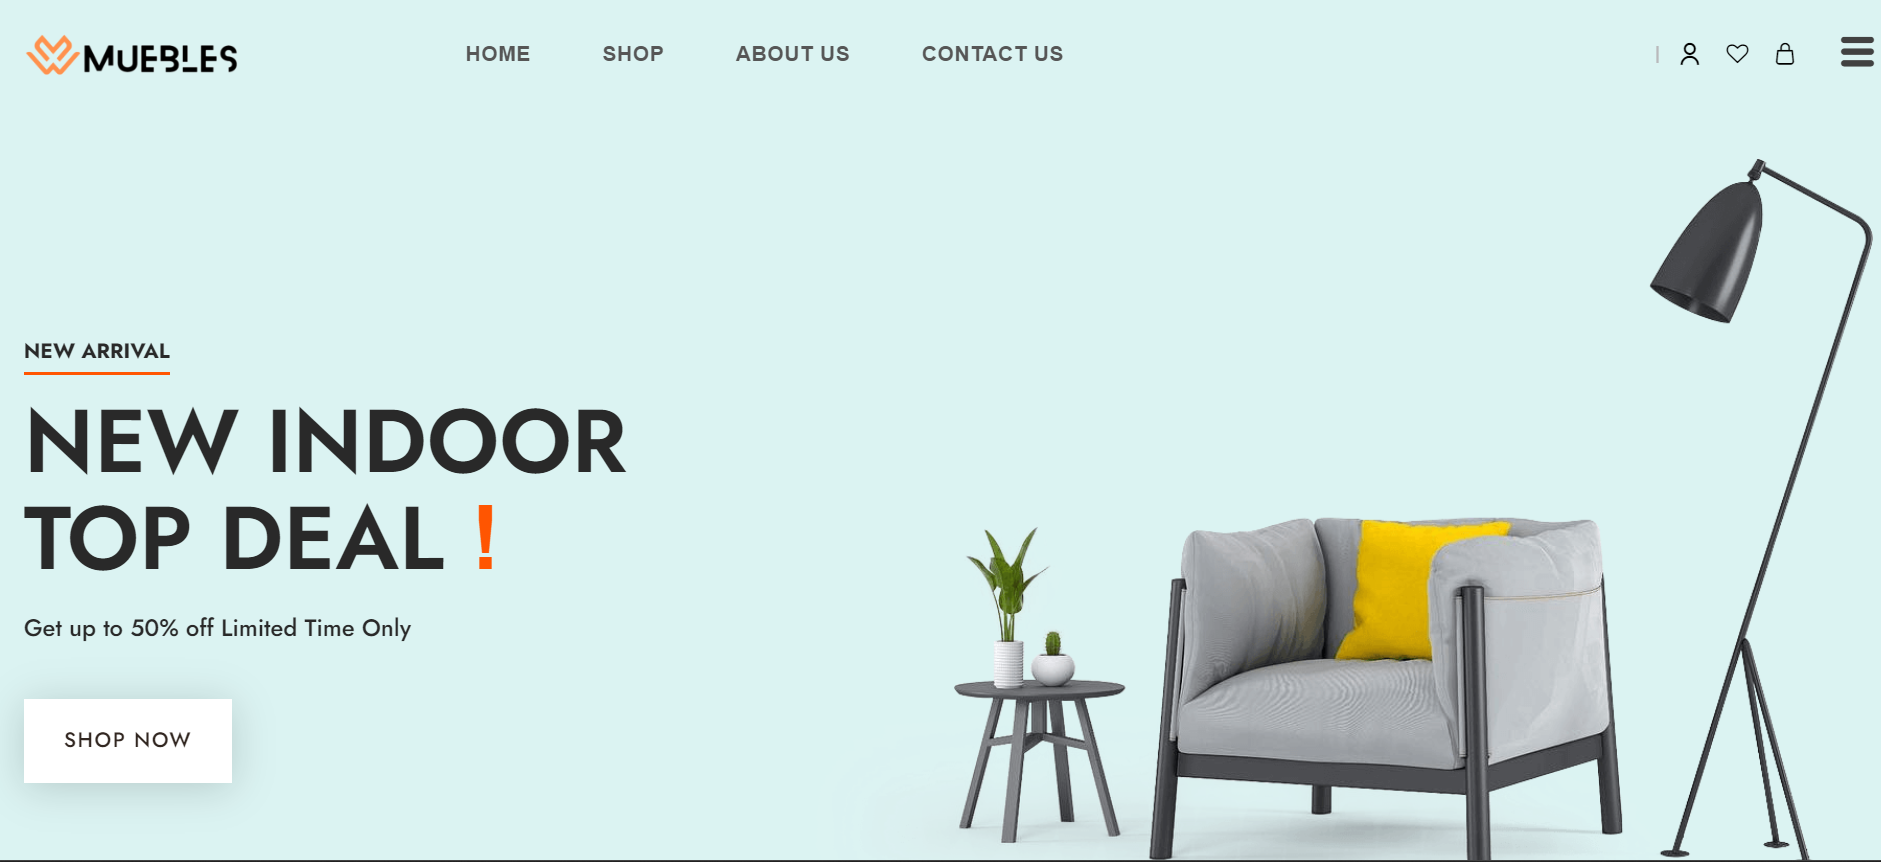 MUEBLES
HOME SHOP ABOUT US CONTACT US
NEW ARRIVAL
NEW INDOOR
TOP DEAL !
Get up to 50% off Limited Time Only
SHOP NOW